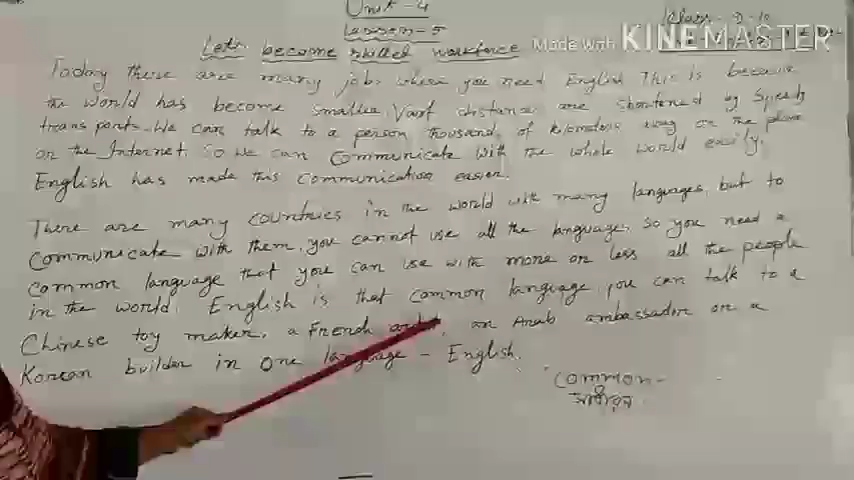 Unit - 4
Lesson - 5
Class - 9-10
Let's become skilled workforce
Made with KINEMASTER
Today there are many jobs where you need English This is because
the world has become smaller. Vast distances are shortened by speedy
transports. We can talk to a person thousand of kilometers away on the phone
or the Internet. So we can communicate with the whole world easily.
English has made this communication easier.
There are many countries in the world with many languages, but to
communicate with them, you cannot use all the languages. So you need a
common language that you can use with more or less all the people
in the world. English is that common language. you can talk to a
Chinese toy maker, a French , an Arab ambassador or a
Korean builder in one language - English.
Common -
সাধারন